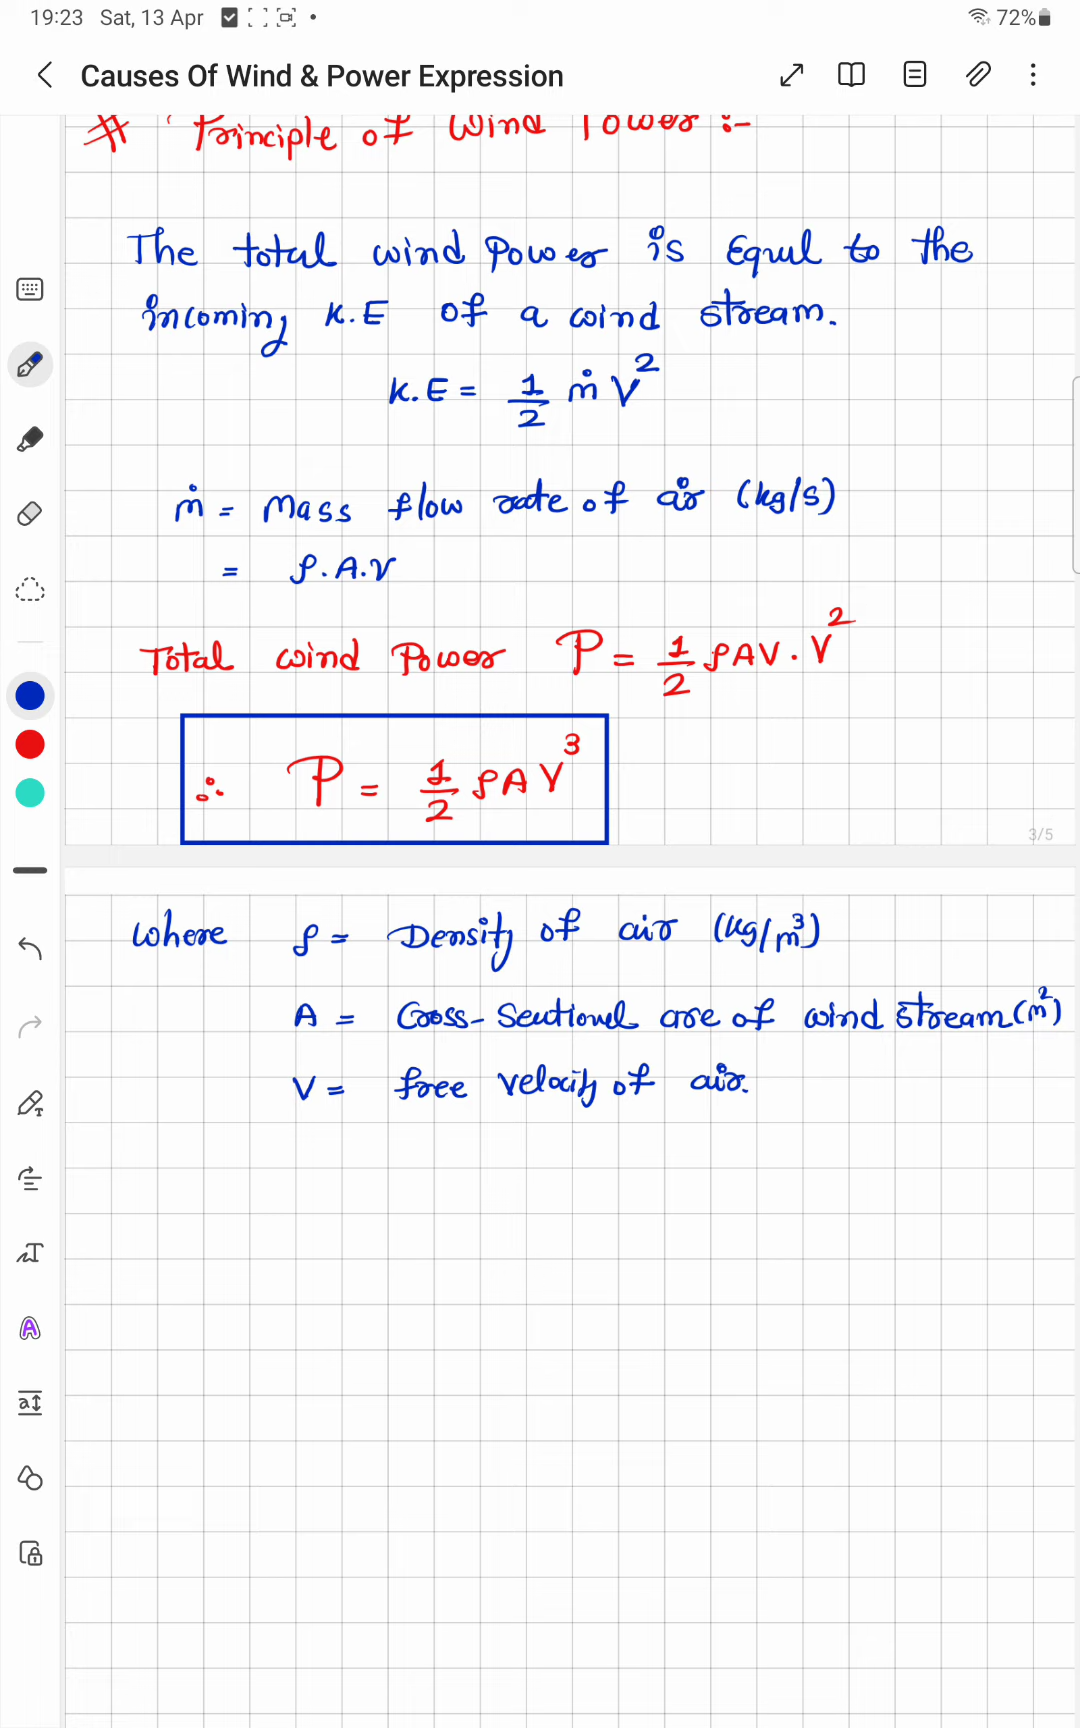 19:23 Sat, 13 Apr 72%
Causes Of Wind & Power Expression
# Principle of Wind Power :-
The total wind Power is Equal to the
incoming K.E of a wind stream.
K.E = 1/2 ṁ V²
ṁ = Mass flow rate of air (kg/s)
= ρ.A.V
Total wind Power P = 1/2 ρAV.V²
∴ P = 1/2 ρAV³
3/5
where ρ = Density of air (kg/m³)
A = Cross-Sectional are of wind stream (m²)
V = free velocity of air.